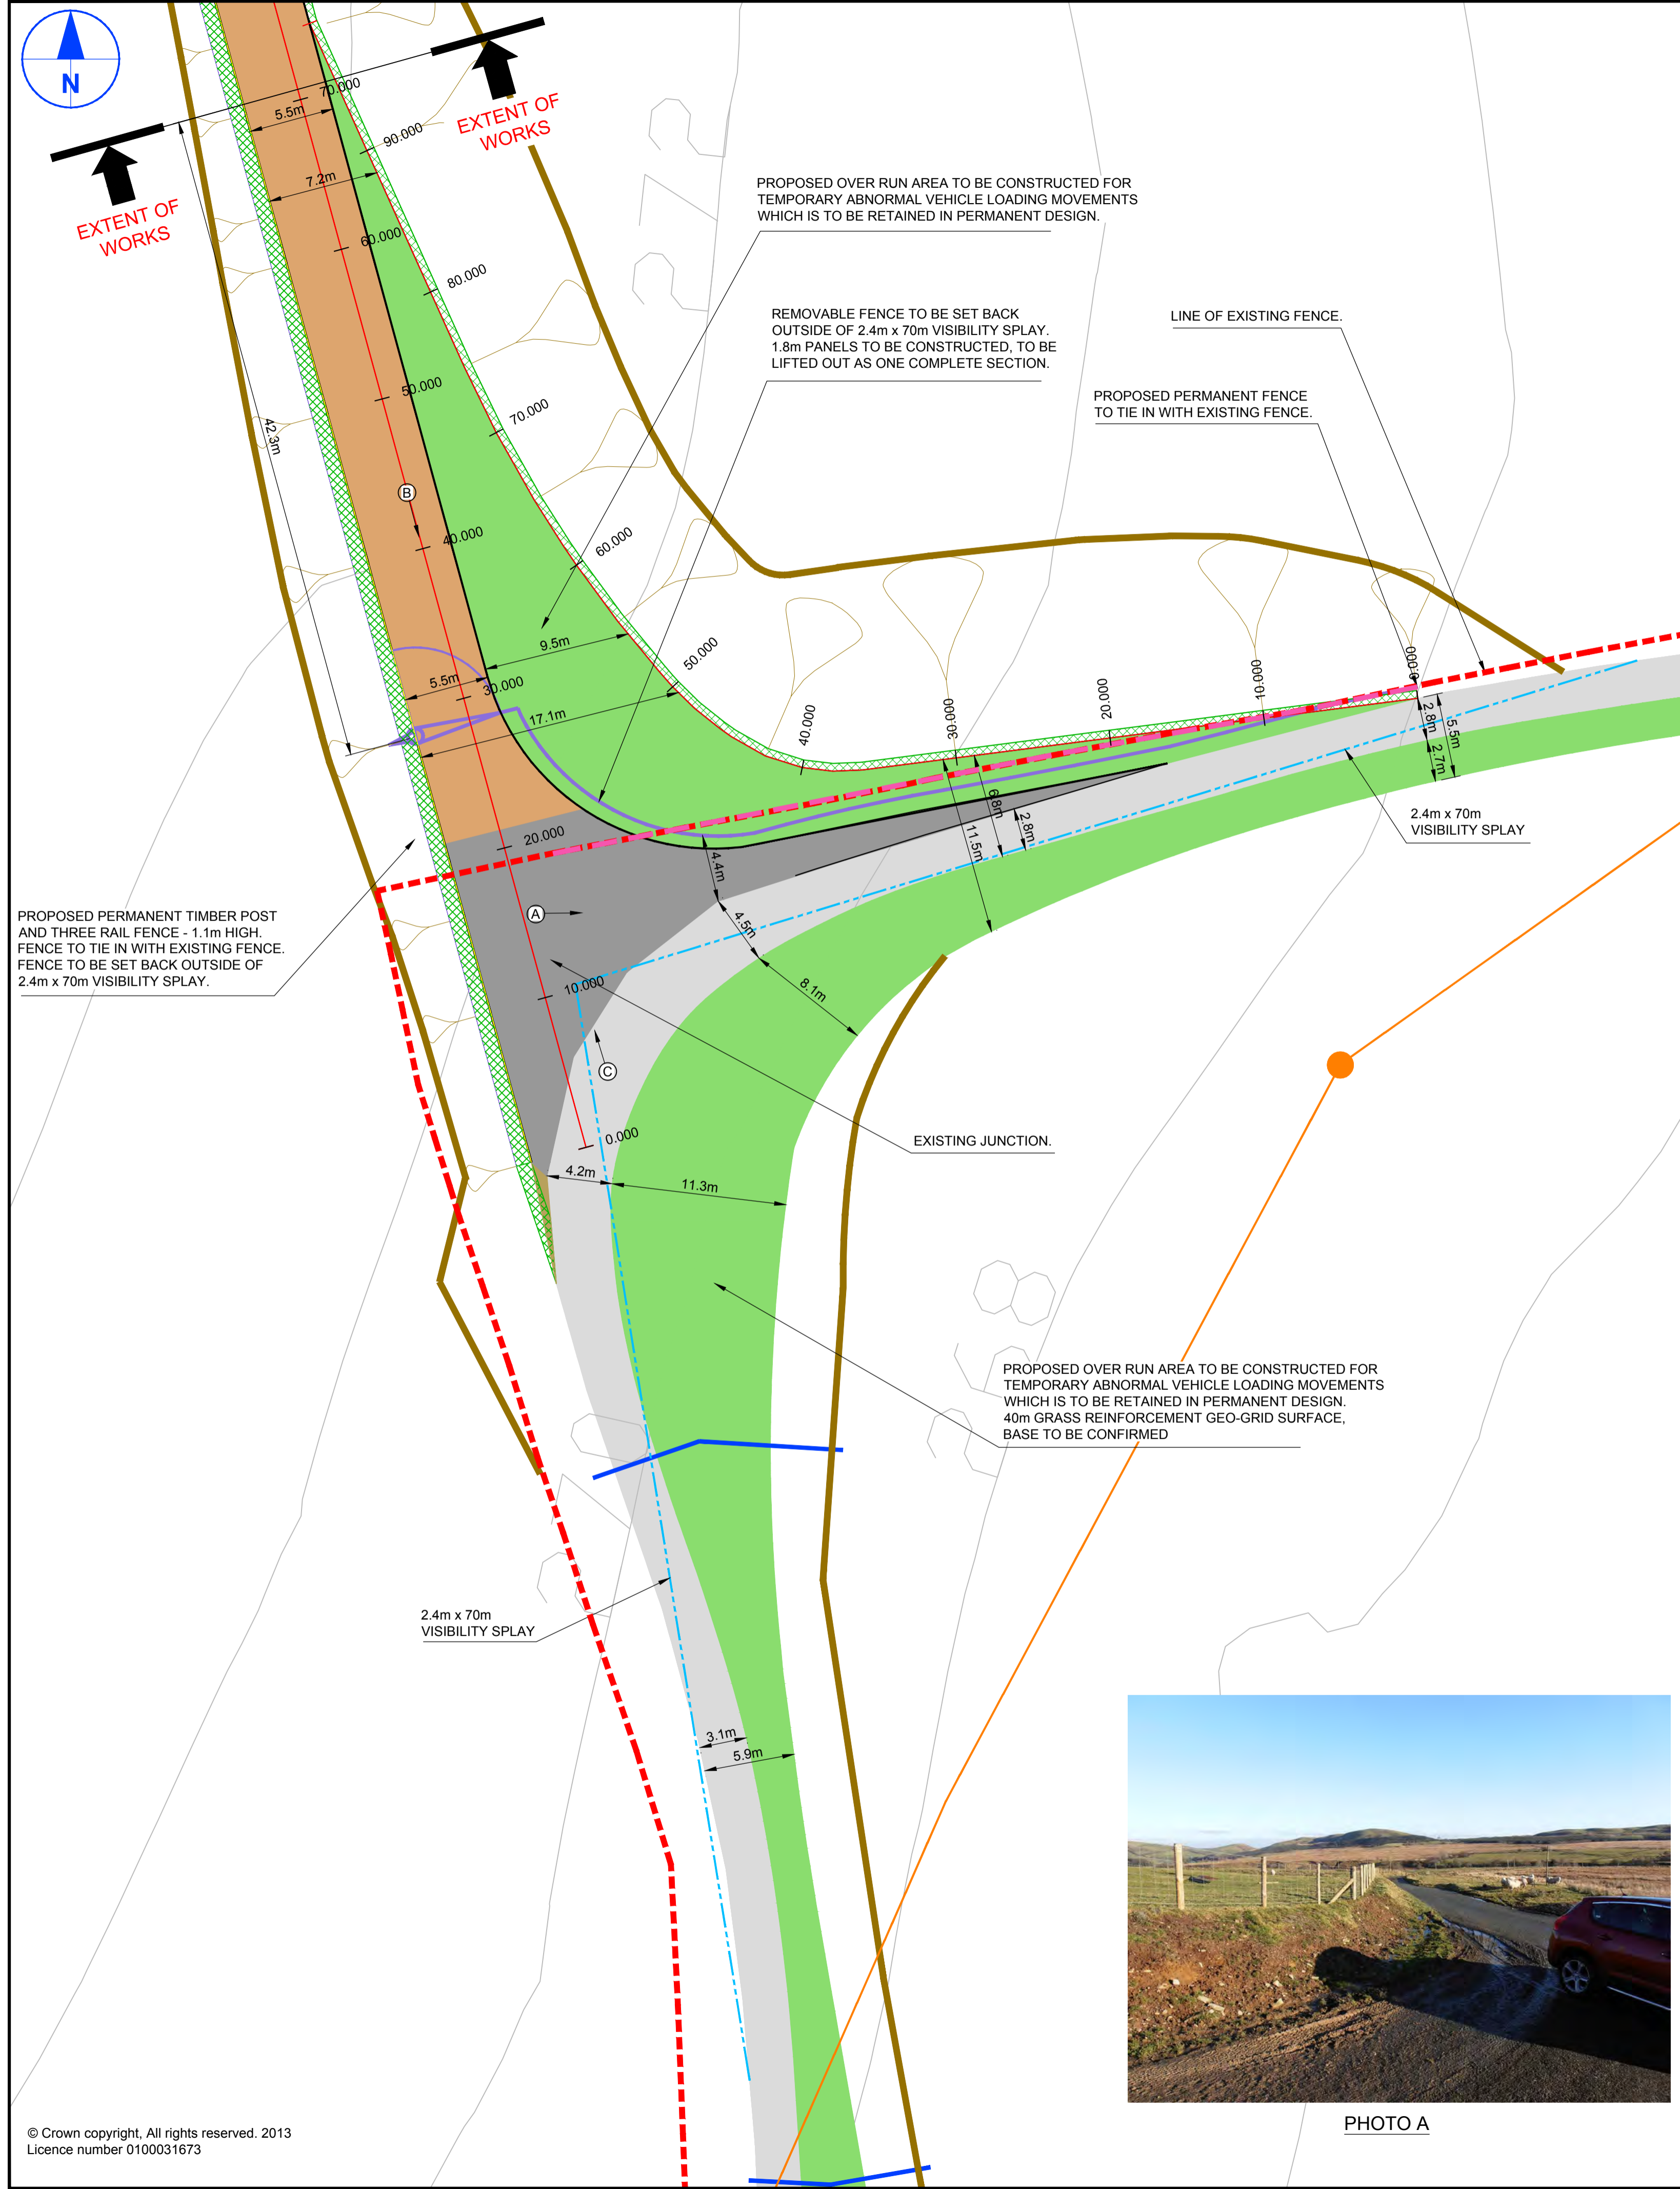 N
EXTENT OF
WORKS
EXTENT OF
WORKS
70.000
5.5m
90.000
7.2m
60.000
80.000
PROPOSED OVER RUN AREA TO BE CONSTRUCTED FOR
TEMPORARY ABNORMAL VEHICLE LOADING MOVEMENTS
WHICH IS TO BE RETAINED IN PERMANENT DESIGN.
REMOVABLE FENCE TO BE SET BACK
OUTSIDE OF 2.4m x 70m VISIBILITY SPLAY.
1.8m PANELS TO BE CONSTRUCTED, TO BE
LIFTED OUT AS ONE COMPLETE SECTION.
LINE OF EXISTING FENCE.
PROPOSED PERMANENT FENCE
TO TIE IN WITH EXISTING FENCE.
50.000
70.000
42.3m
B
40.000
60.000
9.5m
50.000
5.5m
30.000
17.1m
40.000
30.000
20.000
10.000
0.000
2.8m
5.5m
2.7m
6.8m
11.5m
2.8m
2.4m x 70m
VISIBILITY SPLAY
20.000
4.4m
A
4.5m
8.1m
PROPOSED PERMANENT TIMBER POST
AND THREE RAIL FENCE - 1.1m HIGH.
FENCE TO TIE IN WITH EXISTING FENCE.
FENCE TO BE SET BACK OUTSIDE OF
2.4m x 70m VISIBILITY SPLAY.
10.000
C
0.000
EXISTING JUNCTION.
4.2m
11.3m
PROPOSED OVER RUN AREA TO BE CONSTRUCTED FOR
TEMPORARY ABNORMAL VEHICLE LOADING MOVEMENTS
WHICH IS TO BE RETAINED IN PERMANENT DESIGN.
40m GRASS REINFORCEMENT GEO-GRID SURFACE,
BASE TO BE CONFIRMED
2.4m x 70m
VISIBILITY SPLAY
3.1m
5.9m
PHOTO A
© Crown copyright, All rights reserved. 2013
Licence number 0100031673